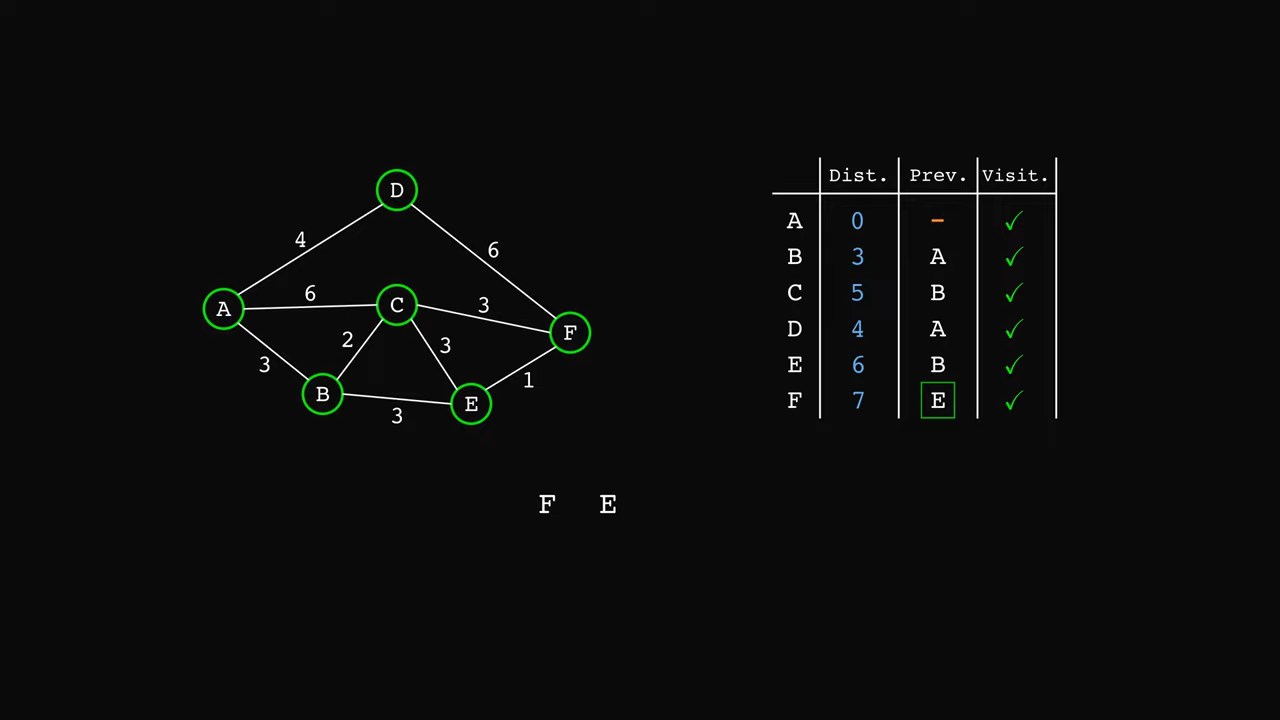 D
4
6
6
C
3
A
F
3
2
3
1
B
E
3
Dist. Prev. Visit.
A 0 – ✓
B 3 A ✓
C 5 B ✓
D 4 A ✓
E 6 B ✓
F 7 E ✓
F E